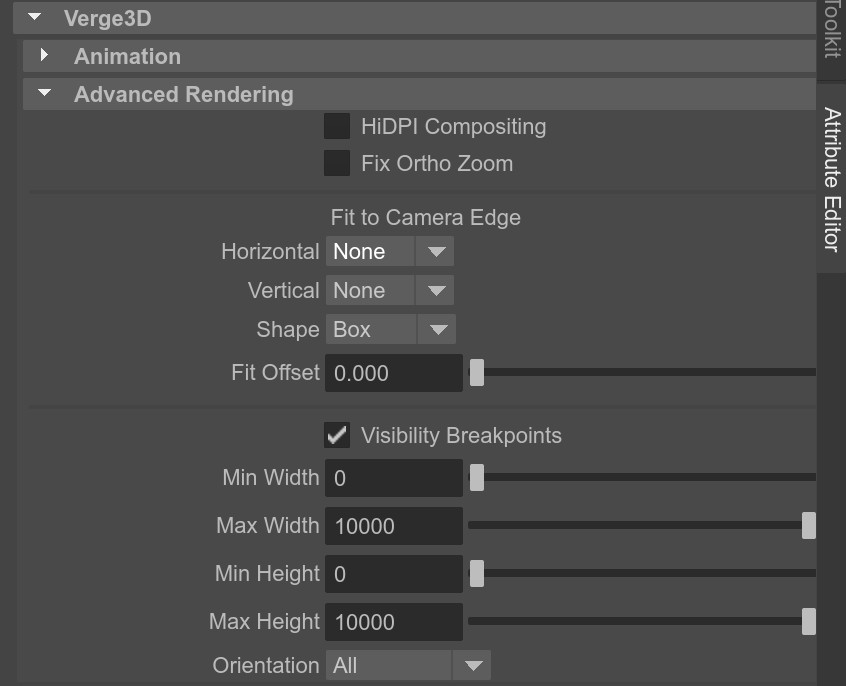 Verge3D
Animation
Advanced Rendering
HiDPI Compositing
Fix Ortho Zoom
Fit to Camera Edge
Horizontal None
Vertical None
Shape Box
Fit Offset 0.000
Visibility Breakpoints
Min Width 0
Max Width 10000
Min Height 0
Max Height 10000
Orientation All
Toolkit
Attribute Editor